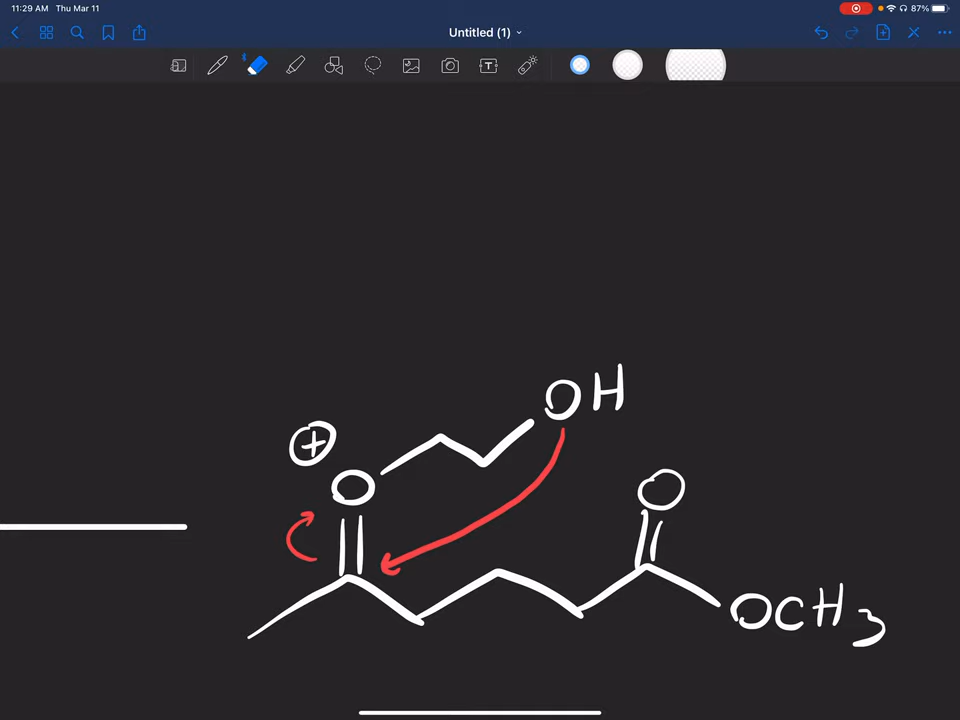 11:29 AM Thu Mar 11
87%
Untitled (1)
T
OH
+
O
O
OCH3